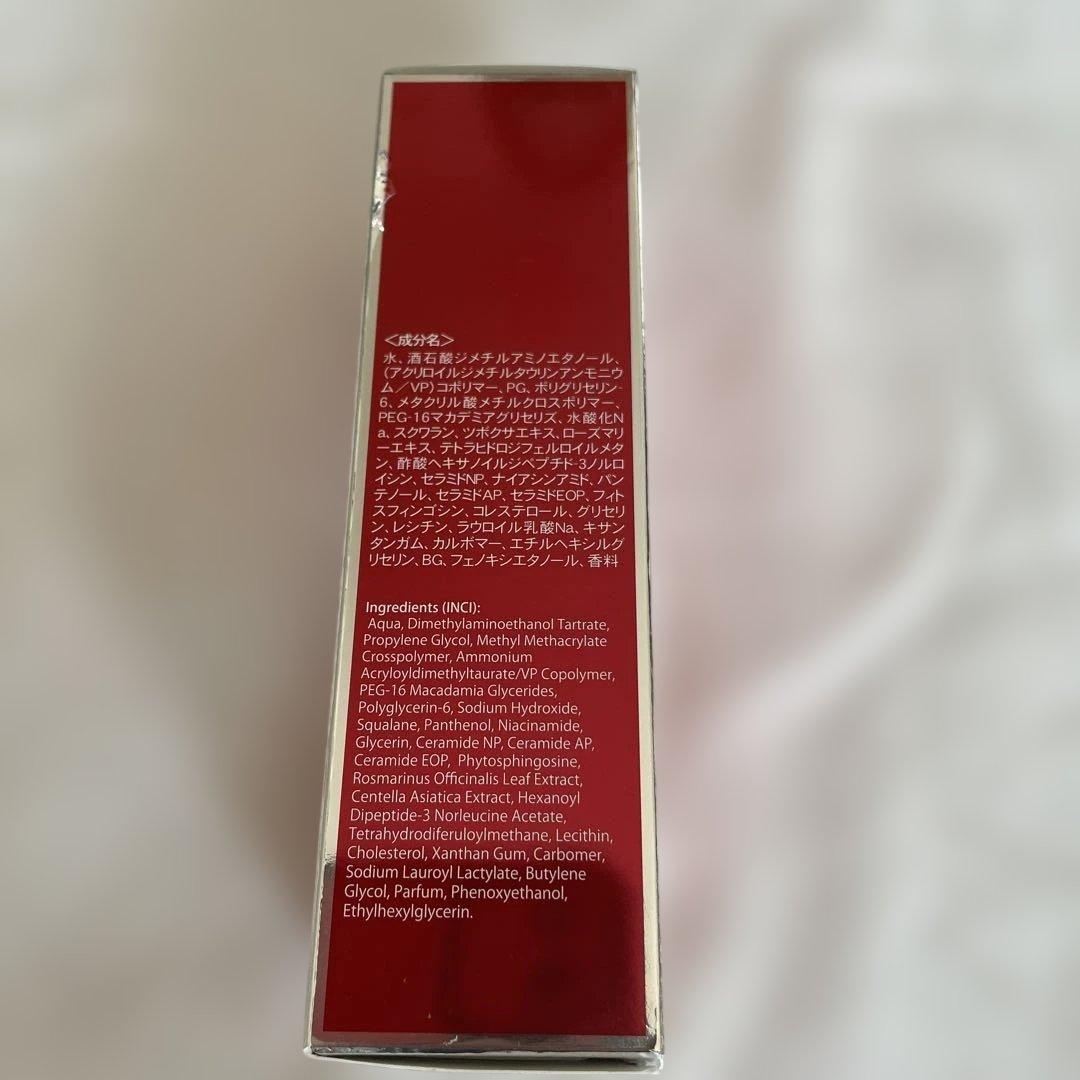 <成分名>
水、酒石酸ジメチルアミノエタノール、
(アクリロイルジメチルタウリンアンモニウ
ム／VP)コポリマー、PG、ポリグリセリン-
6、メタクリル酸メチルクロスポリマー、
PEG-16マカデミアグリセリズ、水酸化N
a、スクワラン、ツボクサエキス、ローズマリ
ーエキス、テトラヒドロジフェルロイルメタ
ン、酢酸ヘキサノイルジペプチド-3ノルロ
イシン、セラミドNP、ナイアシンアミド、パン
テノール、セラミドAP、セラミドEOP、フィト
スフィンゴシン、コレステロール、グリセリ
ン、レシチン、ラウロイル乳酸Na、キサン
タンガム、カルボマー、エチルヘキシルグ
リセリン、BG、フェノキシエタノール、香料
Ingredients (INCI):
Aqua, Dimethylaminoethanol Tartrate,
Propylene Glycol, Methyl Methacrylate
Crosspolymer, Ammonium
Acryloyldimethyltaurate/VP Copolymer,
PEG-16 Macadamia Glycerides,
Polyglycerin-6, Sodium Hydroxide,
Squalane, Panthenol, Niacinamide,
Glycerin, Ceramide NP, Ceramide AP,
Ceramide EOP, Phytosphingosine,
Rosmarinus Officinalis Leaf Extract,
Centella Asiatica Extract, Hexanoyl
Dipeptide-3 Norleucine Acetate,
Tetrahydrodiferuloylmethane, Lecithin,
Cholesterol, Xanthan Gum, Carbomer,
Sodium Lauroyl Lactylate, Butylene
Glycol, Parfum, Phenoxyethanol,
Ethylhexylglycerin.